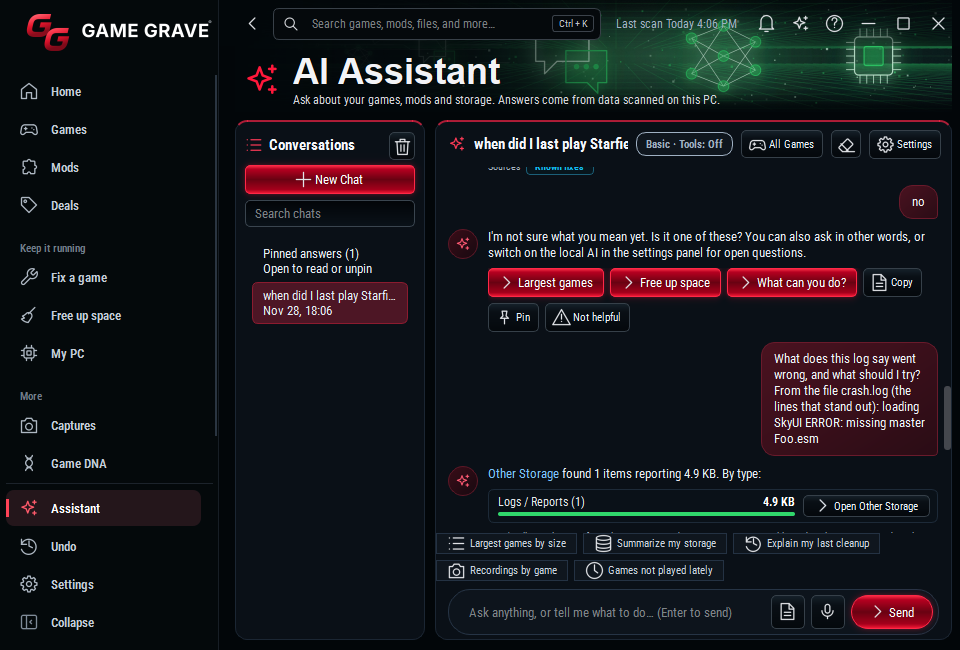 GAME GRAVE
Search games, mods, files, and more...
Ctrl + K
Last scan Today 4:06 PM
Home
Games
Mods
Deals
Keep it running
Fix a game
Free up space
My PC
More
Captures
Game DNA
Assistant
Undo
Settings
Collapse
AI Assistant
Ask about your games, mods and storage. Answers come from data scanned on this PC.
Conversations
New Chat
Search chats
Pinned answers (1)
Open to read or unpin
when did I last play Starfi...
Nov 28, 18:06
when did I last play Starfie
Basic · Tools: Off
All Games
Settings
Sources
Known fixes
no
I'm not sure what you mean yet. Is it one of these? You can also ask in other words, or
switch on the local AI in the settings panel for open questions.
Largest games
Free up space
What can you do?
Copy
Pin
Not helpful
What does this log say went
wrong, and what should I try?
From the file crash.log (the
lines that stand out): loading
SkyUI ERROR: missing master
Foo.esm
Other Storage found 1 items reporting 4.9 KB. By type:
Logs / Reports (1)
4.9 KB
Open Other Storage
Largest games by size
Summarize my storage
Explain my last cleanup
Recordings by game
Games not played lately
Ask anything, or tell me what to do... (Enter to send)
Send